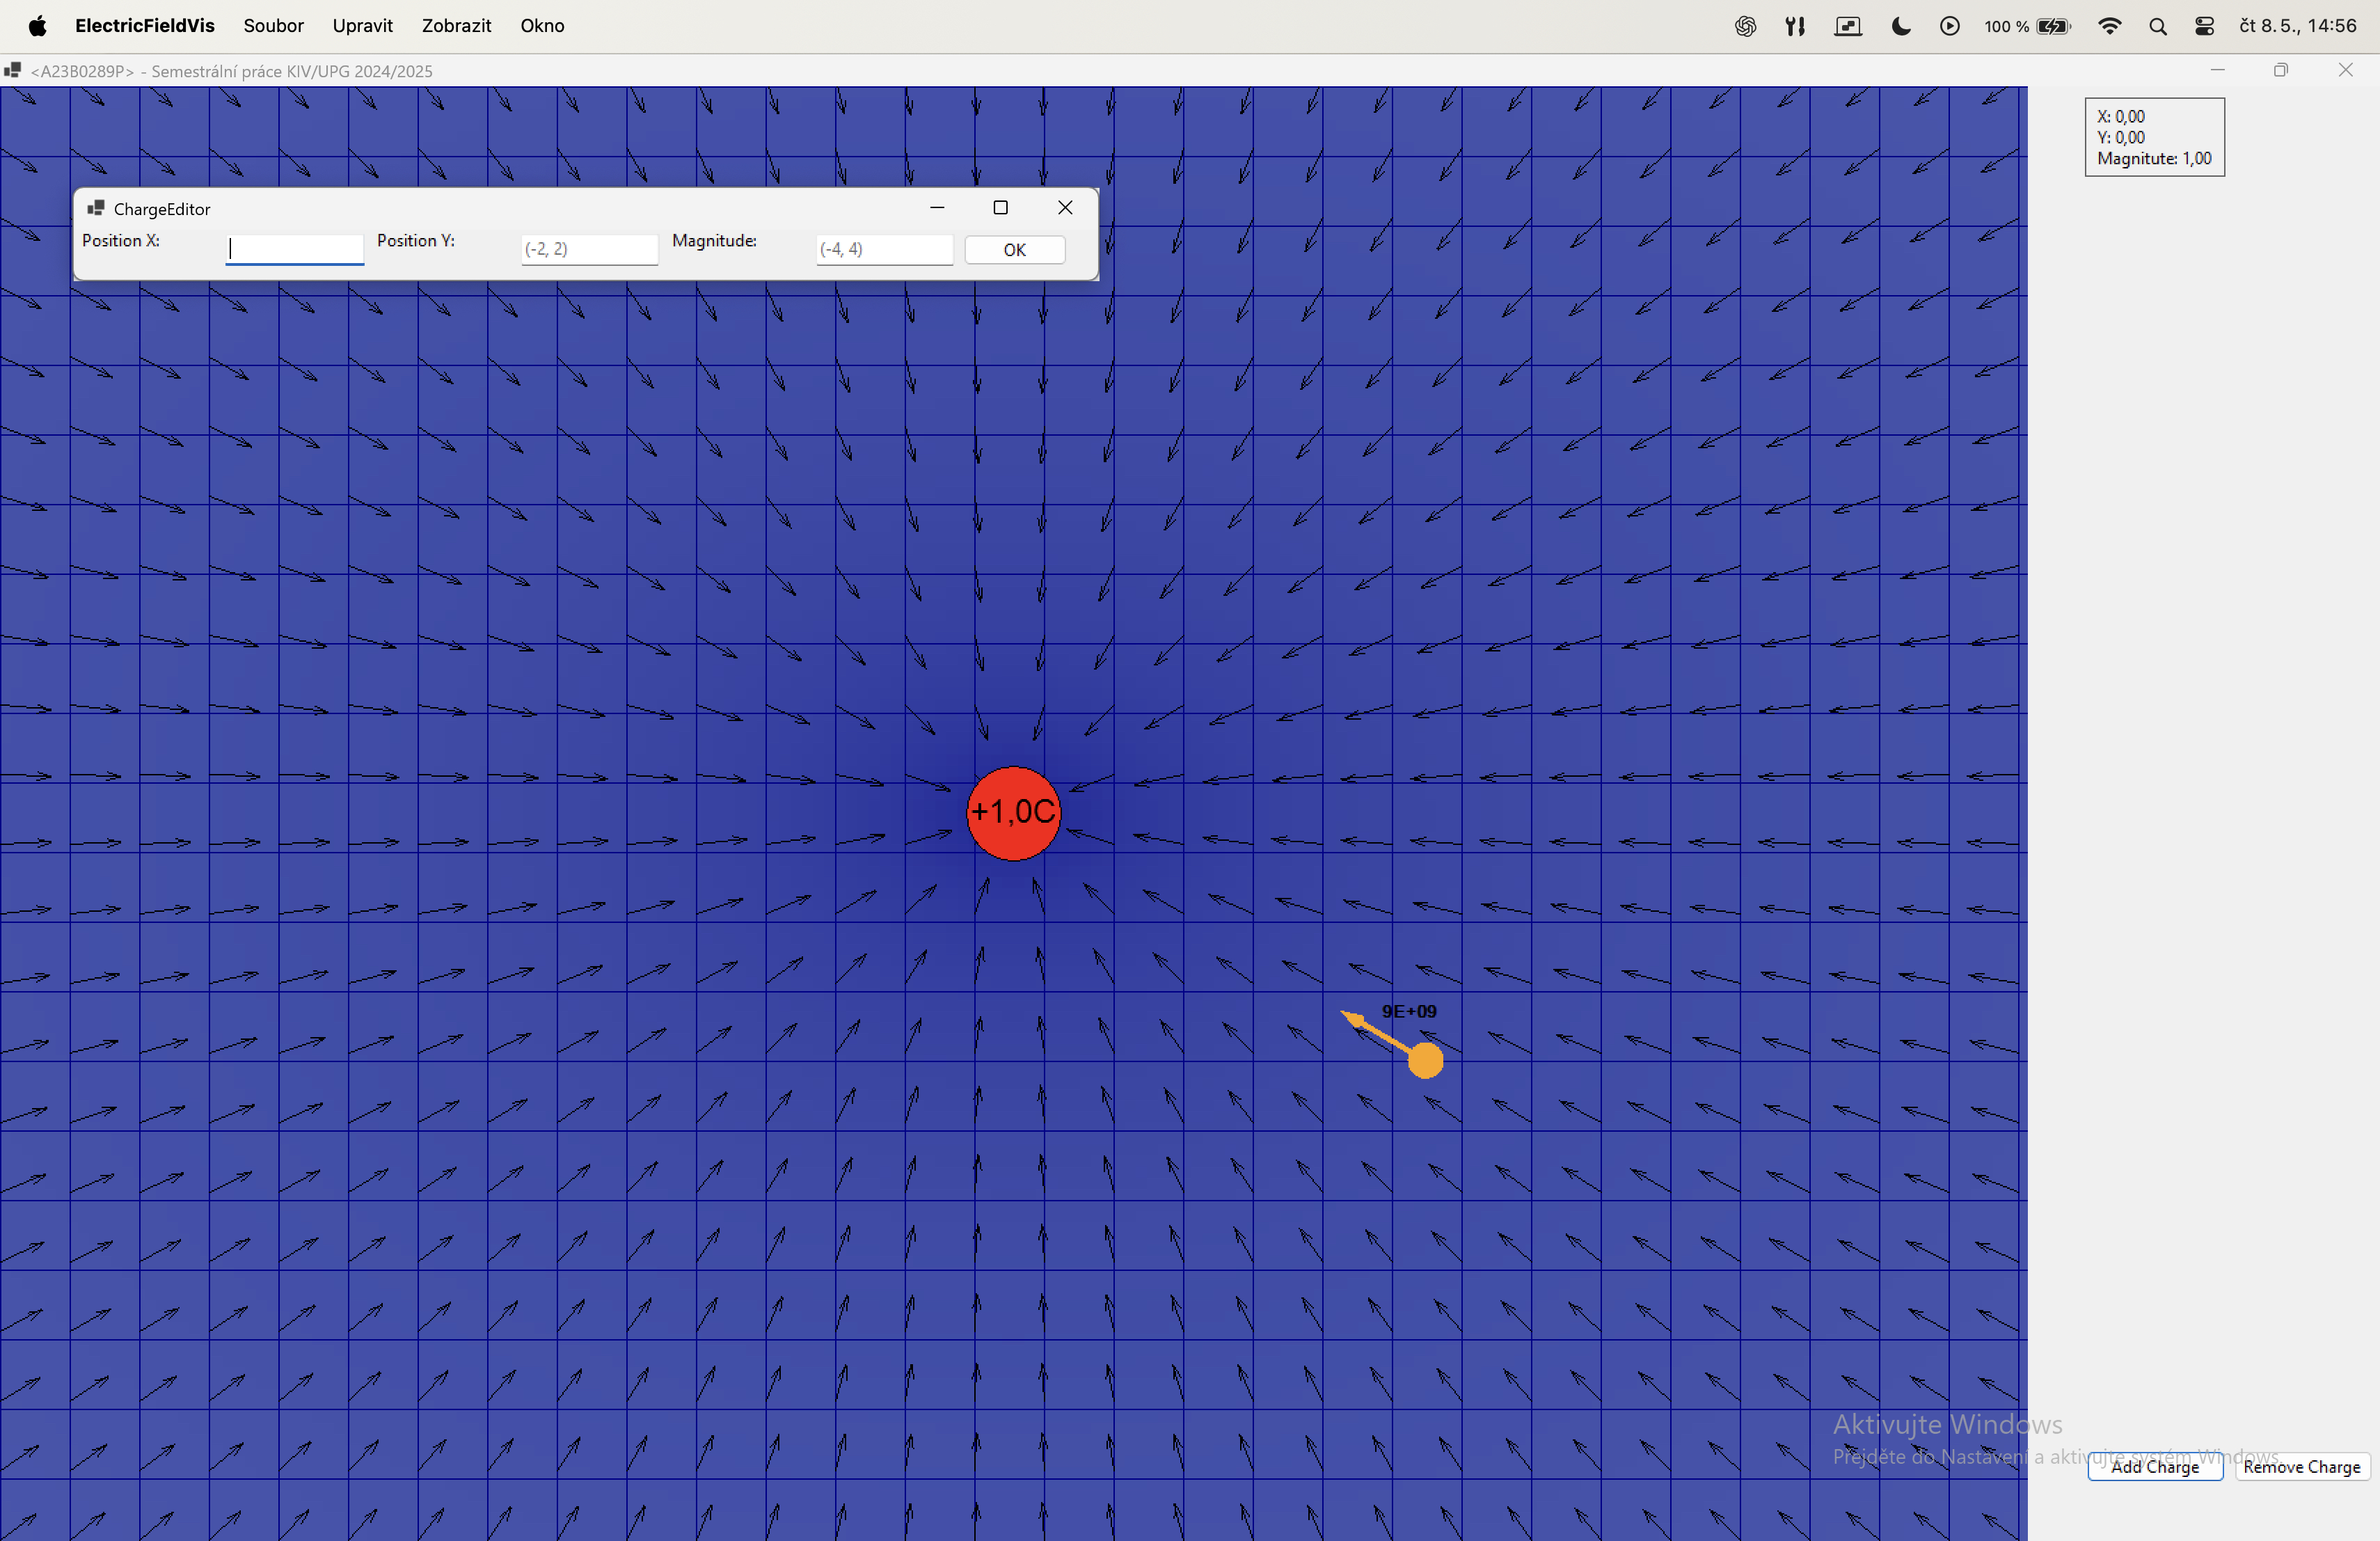 ElectricFieldVis Soubor Upravit Zobrazit Okno 100 % čt 8. 5., 14:56
<A23B0289P> - Semestrální práce KIV/UPG 2024/2025
X: 0,00
Y: 0,00
Magnitute: 1,00
ChargeEditor
Position X: Position Y: (-2, 2) Magnitude: (-4, 4) OK
+1,0C
9E+09
Aktivujte Windows
Přejděte do Nastavení a aktivujte systém Windows.
Add Charge Remove Charge